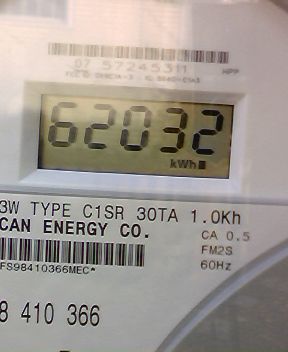 07 57245311
62032
kWh
3W TYPE C1SR 30TA 1.0Kh
CAN ENERGY CO.
CA 0.5
FM2S
60Hz
FS98410366MEC*
8 410 366